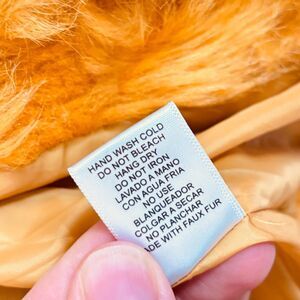 HAND WASH COLD
DO NOT BLEACH
HANG DRY
DO NOT IRON
LAVADO A MANO
CON AGUA FRIA
NO USE
BLANQUEADOR
COLGAR A SECAR
NO PLANCHAR
MADE WITH FAUX FUR